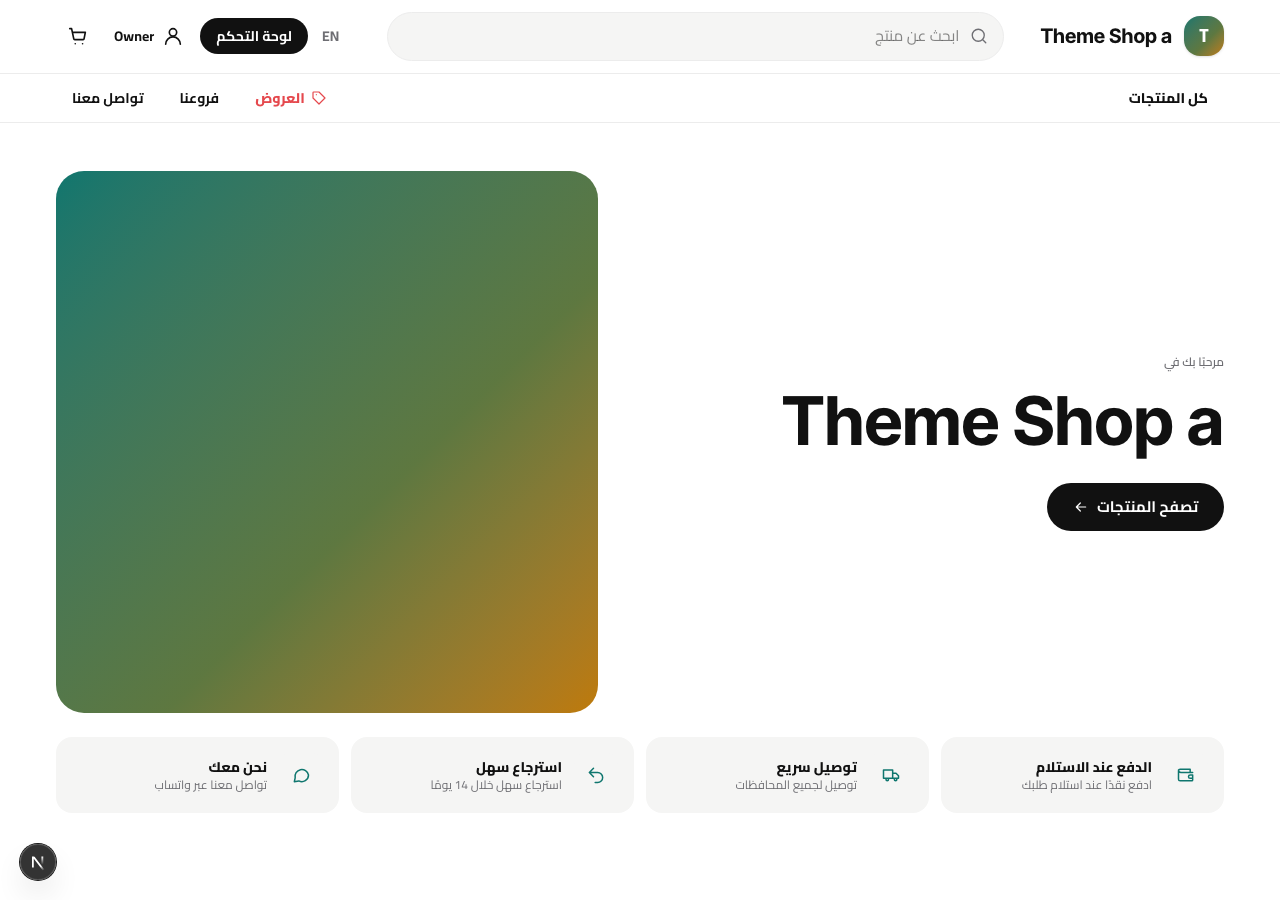 T
Theme Shop a
ابحث عن منتج
EN
لوحة التحكم
Owner
كل المنتجات
العروض
فروعنا
تواصل معنا
مرحبًا بك في
Theme Shop a
تصفح المنتجات
الدفع عند الاستلام
ادفع نقدًا عند استلام طلبك
توصيل سريع
توصيل لجميع المحافظات
استرجاع سهل
استرجاع سهل خلال 14 يومًا
نحن معك
تواصل معنا عبر واتساب
N